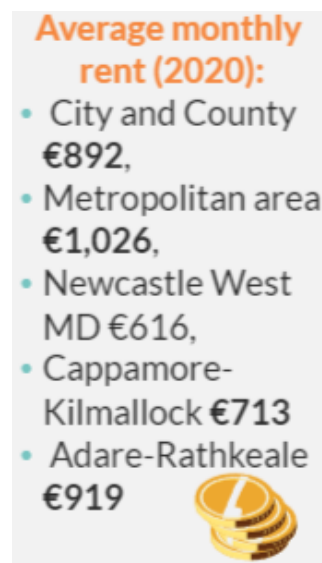 Average monthly
rent (2020):
• City and County
€892,
• Metropolitan area
€1,026,
• Newcastle West
MD €616,
• Cappamore-
Kilmallock €713
• Adare-Rathkeale
€919